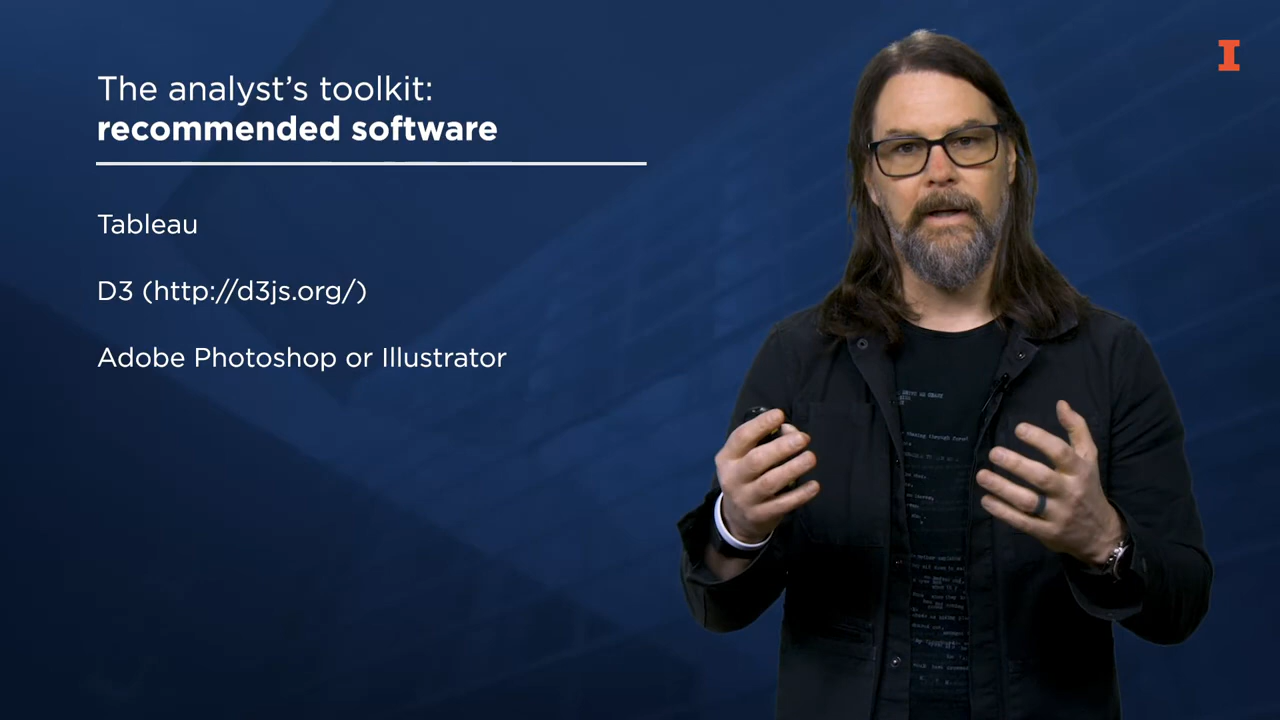 The analyst's toolkit:
recommended software
Tableau
D3 (http://d3js.org/)
Adobe Photoshop or Illustrator
I